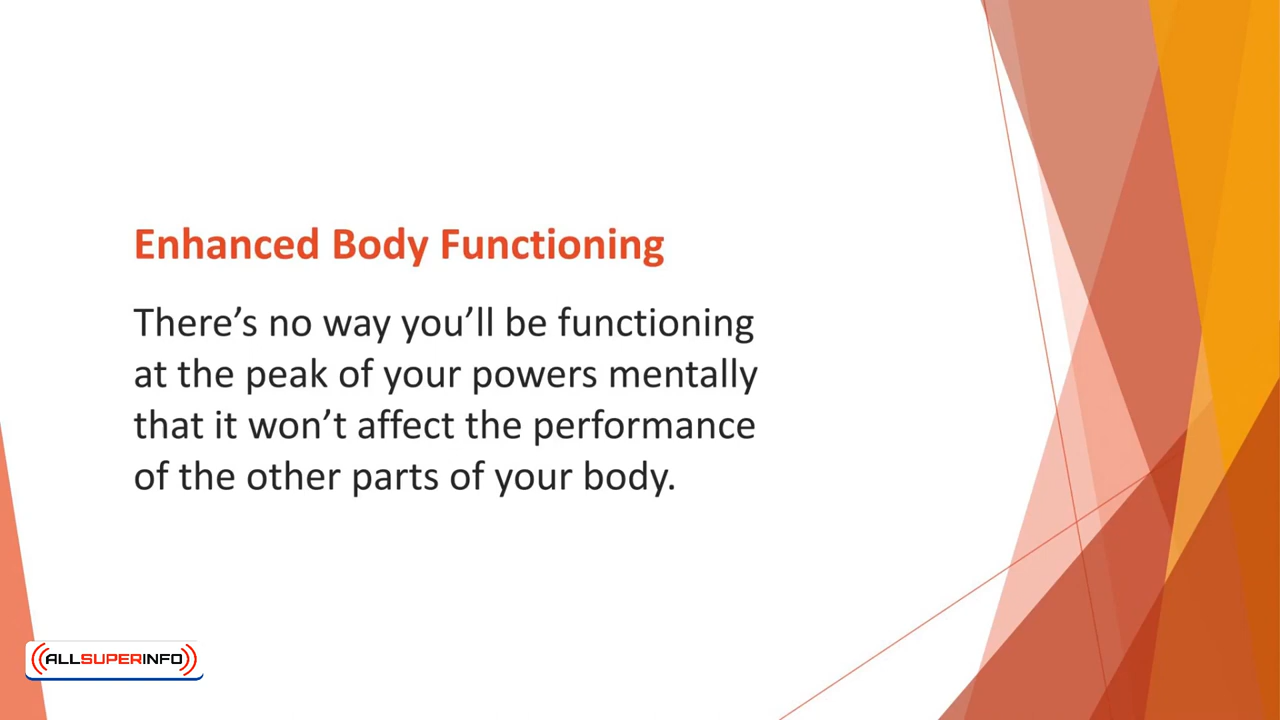 Enhanced Body Functioning
There’s no way you’ll be functioning
at the peak of your powers mentally
that it won’t affect the performance
of the other parts of your body.
ALLSUPERINFO